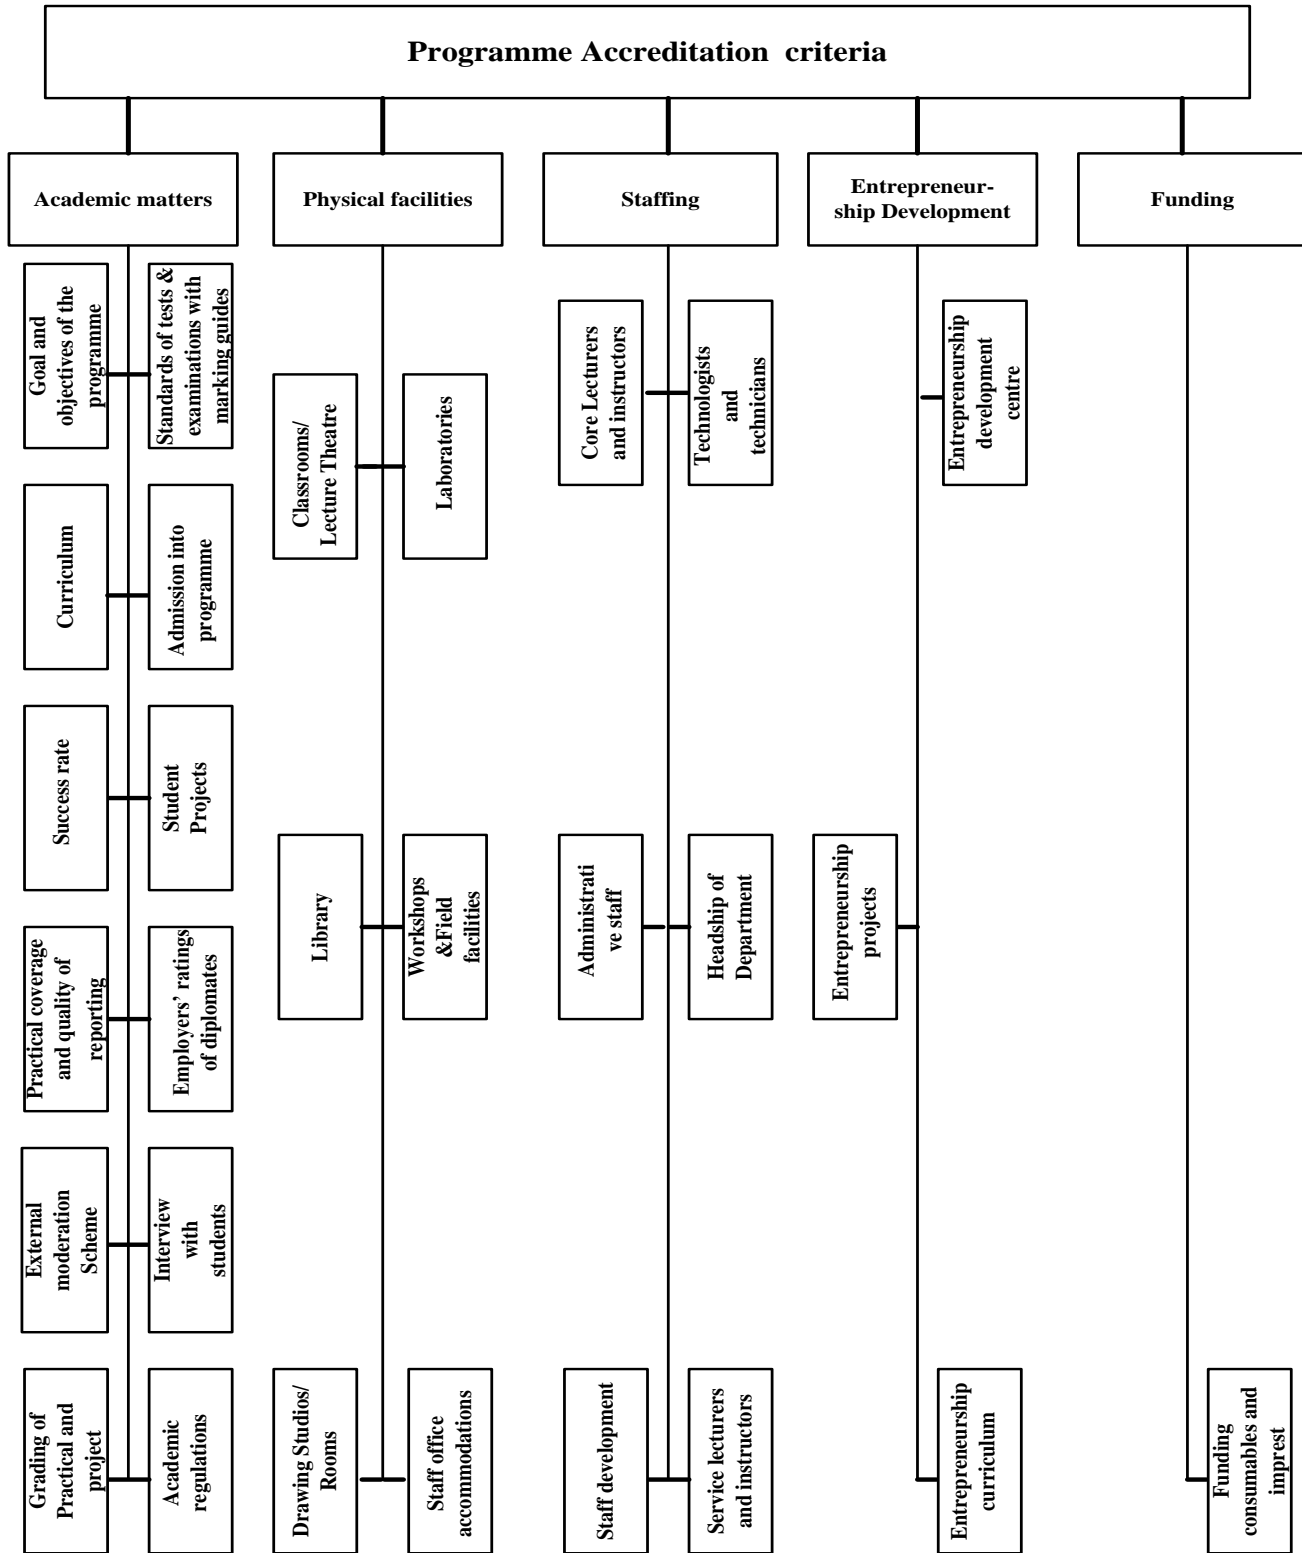 Programme Accreditation criteria
Academic matters
Physical facilities
Staffing
Entrepreneur-
ship Development
Funding
Goal and
objectives of the
programme
Standards of tests &
examinations with
marking guides
Curriculum
Admission into
programme
Success rate
Student
Projects
Practical coverage
and quality of
reporting
Employers’ ratings
of diplomates
External
moderation
Scheme
Interview
with
students
Grading of
Practical and
project
Academic
regulations
Classrooms/
Lecture Theatre
Laboratories
Library
Workshops
&Field
facilities
Drawing Studios/
Rooms
Staff office
accommodations
Core Lecturers
and instructors
Technologists
and
technicians
Administrati
ve staff
Headship of
Department
Staff development
Service lecturers
and instructors
Entrepreneurship
development
centre
Entrepreneurship
projects
Entrepreneurship
curriculum
Funding
consumables and
imprest